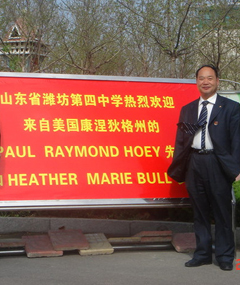 山东省潍坊第四中学热烈欢迎
来自美国康涅狄格州的
PAUL RAYMOND HOEY 先
HEATHER MARIE BULL